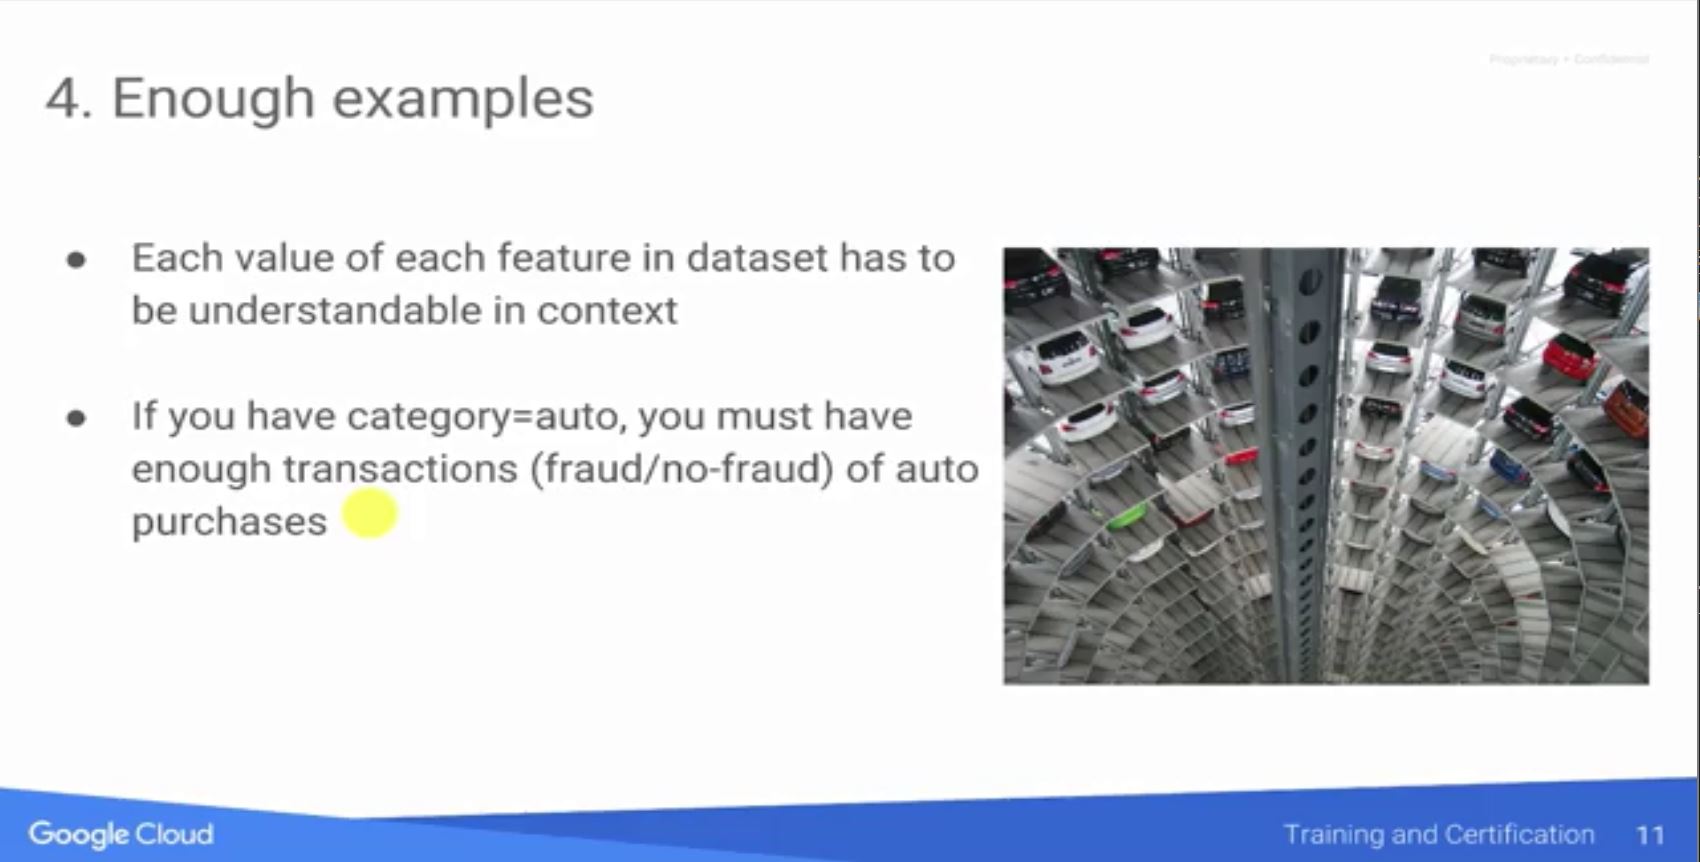 Proprietary + Confidential
4. Enough examples
● Each value of each feature in dataset has to
be understandable in context
● If you have category=auto, you must have
enough transactions (fraud/no-fraud) of auto
purchases
Google Cloud
Training and Certification 11